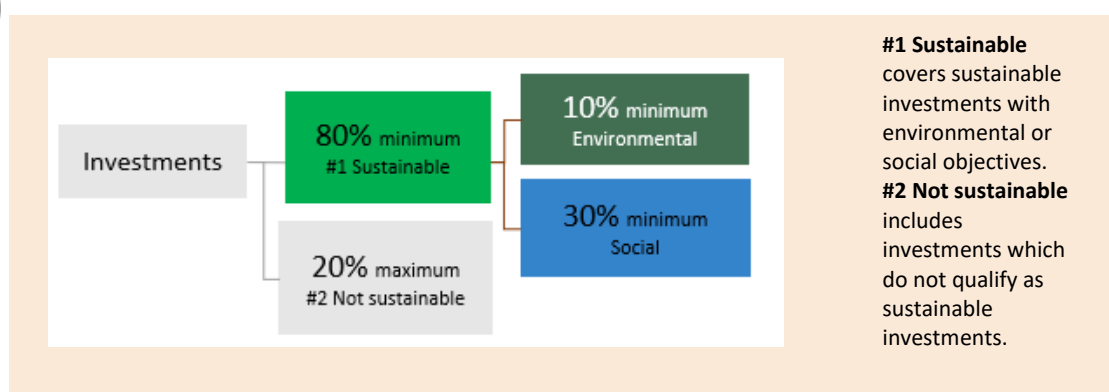 Investments
80% minimum
#1 Sustainable
20% maximum
#2 Not sustainable
10% minimum
Environmental
30% minimum
Social
#1 Sustainable
covers sustainable
investments with
environmental or
social objectives.
#2 Not sustainable
includes
investments which
do not qualify as
sustainable
investments.